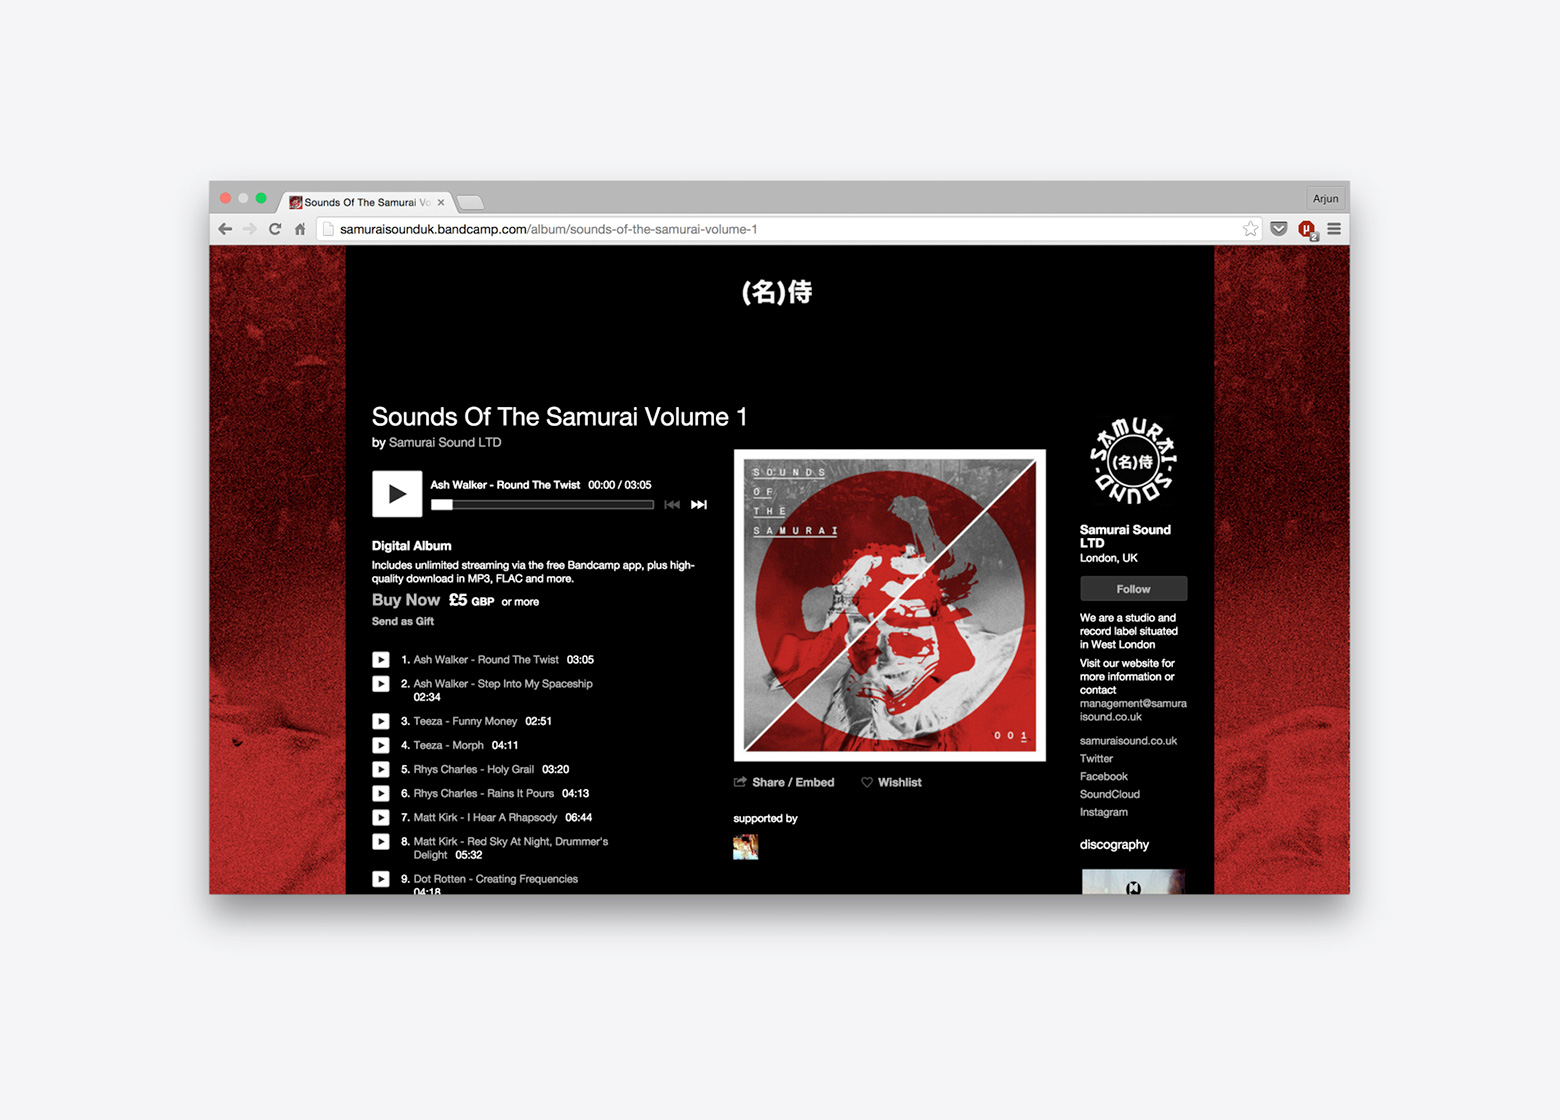 Sounds Of The Samurai Vo
Arjun
samuraisounduk.bandcamp.com/album/sounds-of-the-samurai-volume-1
2
(名)侍
Sounds Of The Samurai Volume 1
by Samurai Sound LTD
Ash Walker - Round The Twist 00:00 / 03:05
Digital Album
Includes unlimited streaming via the free Bandcamp app, plus high-
quality download in MP3, FLAC and more.
Buy Now £5 GBP or more
Send as Gift
1. Ash Walker - Round The Twist 03:05
2. Ash Walker - Step Into My Spaceship
02:34
3. Teeza - Funny Money 02:51
4. Teeza - Morph 04:11
5. Rhys Charles - Holy Grail 03:20
6. Rhys Charles - Rains It Pours 04:13
7. Matt Kirk - I Hear A Rhapsody 06:44
8. Matt Kirk - Red Sky At Night, Drummer's
Delight 05:32
9. Dot Rotten - Creating Frequencies
04:18
SOUNDS
OF
THE
SAMURAI
001
Share / Embed
Wishlist
supported by
SAMURAI
(名)侍
SOUND
Samurai Sound
LTD
London, UK
Follow
We are a studio and
record label situated
in West London
Visit our website for
more information or
contact
management@samura
isound.co.uk
samuraisound.co.uk
Twitter
Facebook
SoundCloud
Instagram
discography